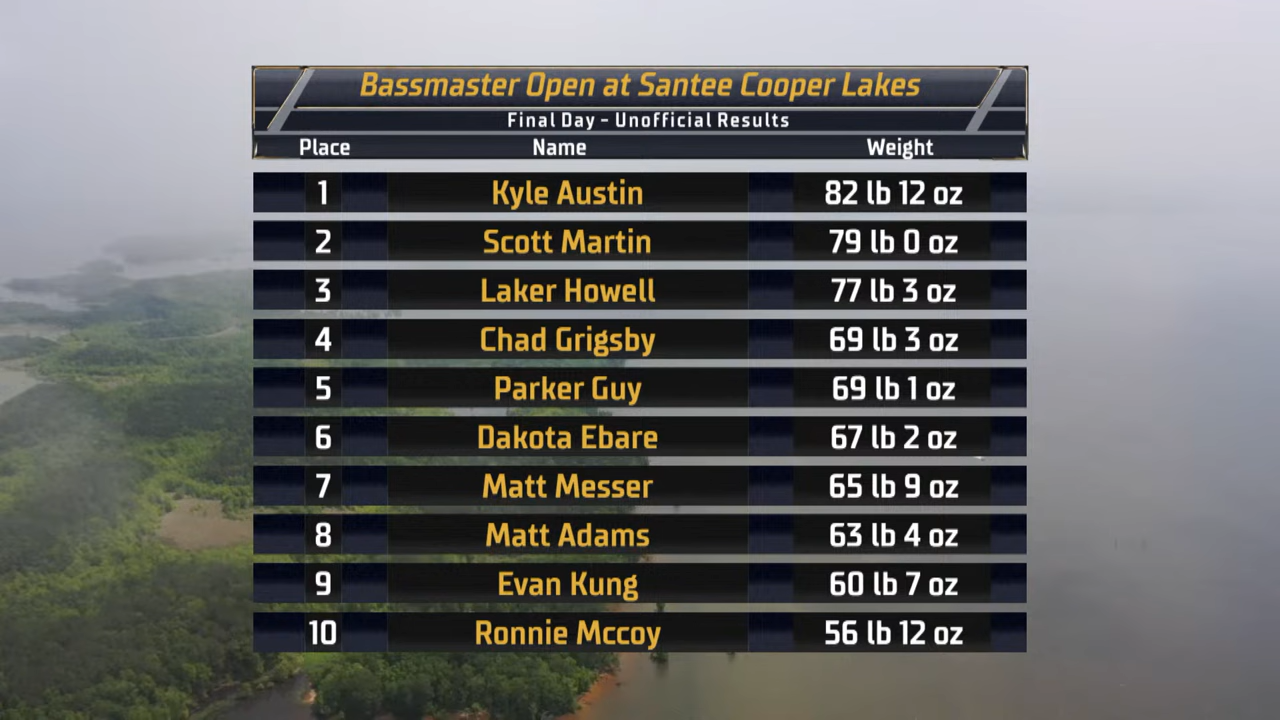 Bassmaster Open at Santee Cooper Lakes
Final Day - Unofficial Results
Place Name Weight
1 Kyle Austin 82 lb 12 oz
2 Scott Martin 79 lb 0 oz
3 Laker Howell 77 lb 3 oz
4 Chad Grigsby 69 lb 3 oz
5 Parker Guy 69 lb 1 oz
6 Dakota Ebare 67 lb 2 oz
7 Matt Messer 65 lb 9 oz
8 Matt Adams 63 lb 4 oz
9 Evan Kung 60 lb 7 oz
10 Ronnie Mccoy 56 lb 12 oz